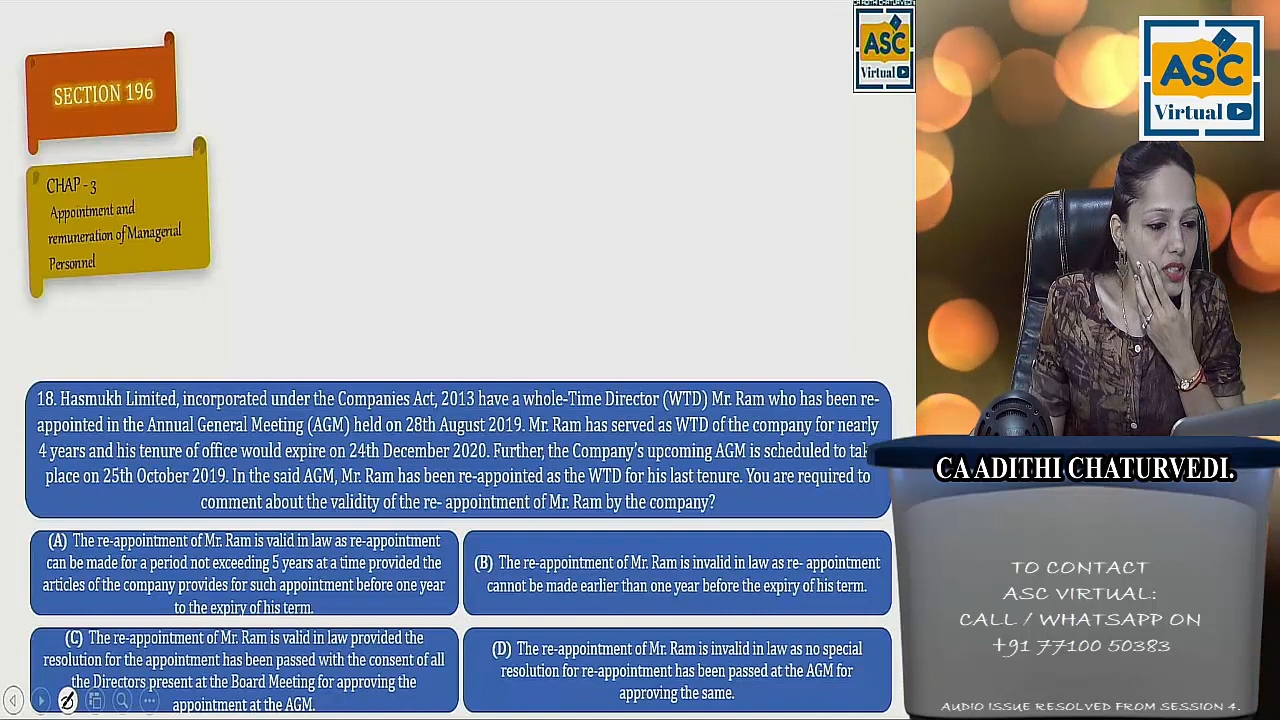 SECTION 196
CHAP - 3
Appointment and
remuneration of Managerial
Personnel
18. Hasmukh Limited, incorporated under the Companies Act, 2013 have a whole-Time Director (WTD) Mr. Ram who has been re-
appointed in the Annual General Meeting (AGM) held on 28th August 2019. Mr. Ram has served as WTD of the company for nearly
4 years and his tenure of office would expire on 24th December 2020. Further, the Company's upcoming AGM is scheduled to tak
place on 25th October 2019. In the said AGM, Mr. Ram has been re-appointed as the WTD for his last tenure. You are required to
comment about the validity of the re- appointment of Mr. Ram by the company?
(A) The re-appointment of Mr. Ram is valid in law as re-appointment
can be made for a period not exceeding 5 years at a time provided the
articles of the company provides for such appointment before one year
to the expiry of his term.
(B) The re-appointment of Mr. Ram is invalid in law as re- appointment
cannot be made earlier than one year before the expiry of his term.
(C) The re-appointment of Mr. Ram is valid in law provided the
resolution for the appointment has been passed with the consent of all
the Directors present at the Board Meeting for approving the
appointment at the AGM.
(D) The re-appointment of Mr. Ram is invalid in law as no special
resolution for re-appointment has been passed at the AGM for
approving the same.
CA ADITHI CHATURVEDI
ASC
Virtual
ASC
Virtual
CA ADITHI CHATURVEDI.
TO CONTACT
ASC VIRTUAL:
CALL / WHATSAPP ON
+91 77100 50383
AUDIO ISSUE RESOLVED FROM SESSION 4.